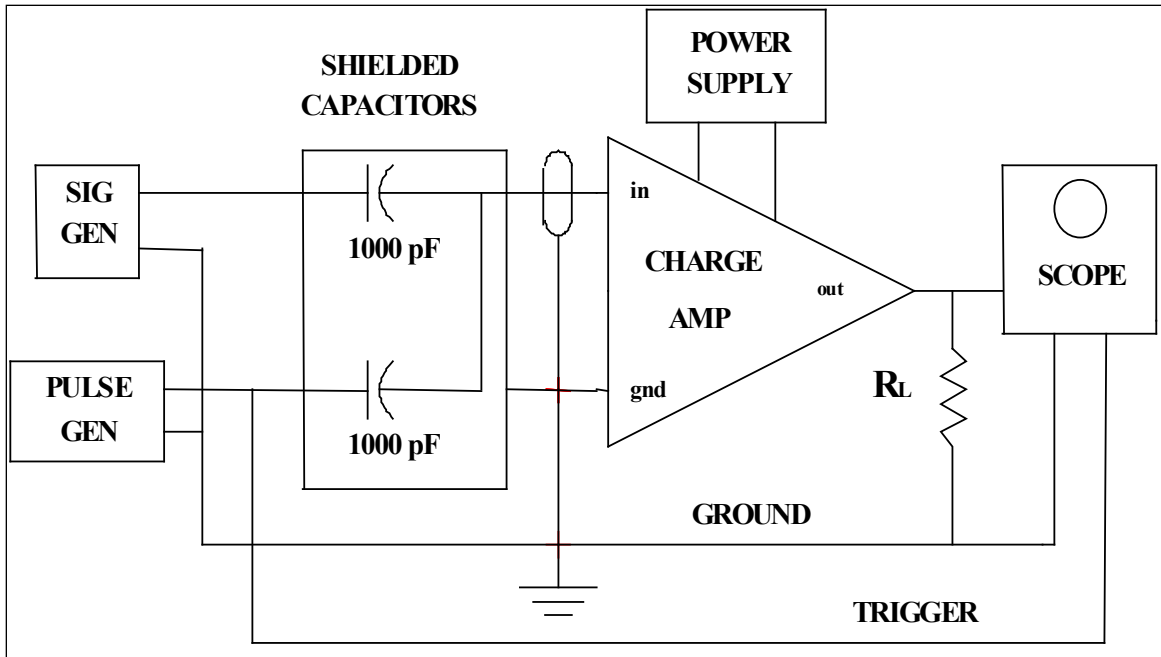 POWER
SUPPLY
SHIELDED
CAPACITORS
SIG
GEN
1000 pF
in
CHARGE
AMP
out
SCOPE
PULSE
GEN
1000 pF
gnd
RL
GROUND
TRIGGER